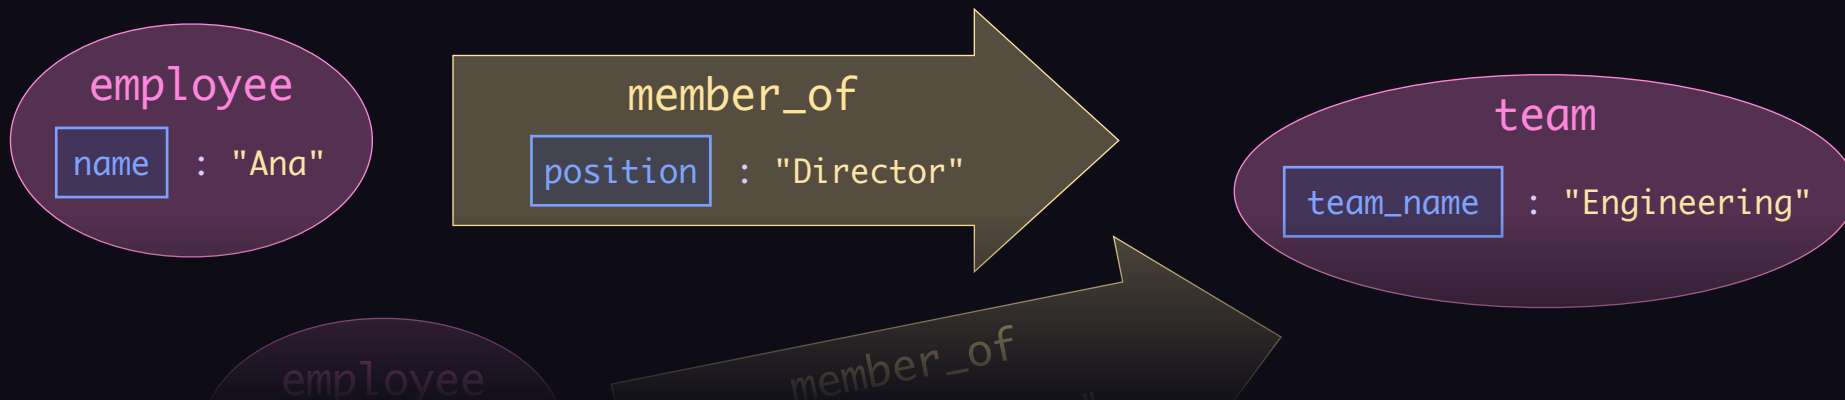 employee
name : "Ana"
member_of
position : "Director"
team
team_name : "Engineering"
member_of
employee